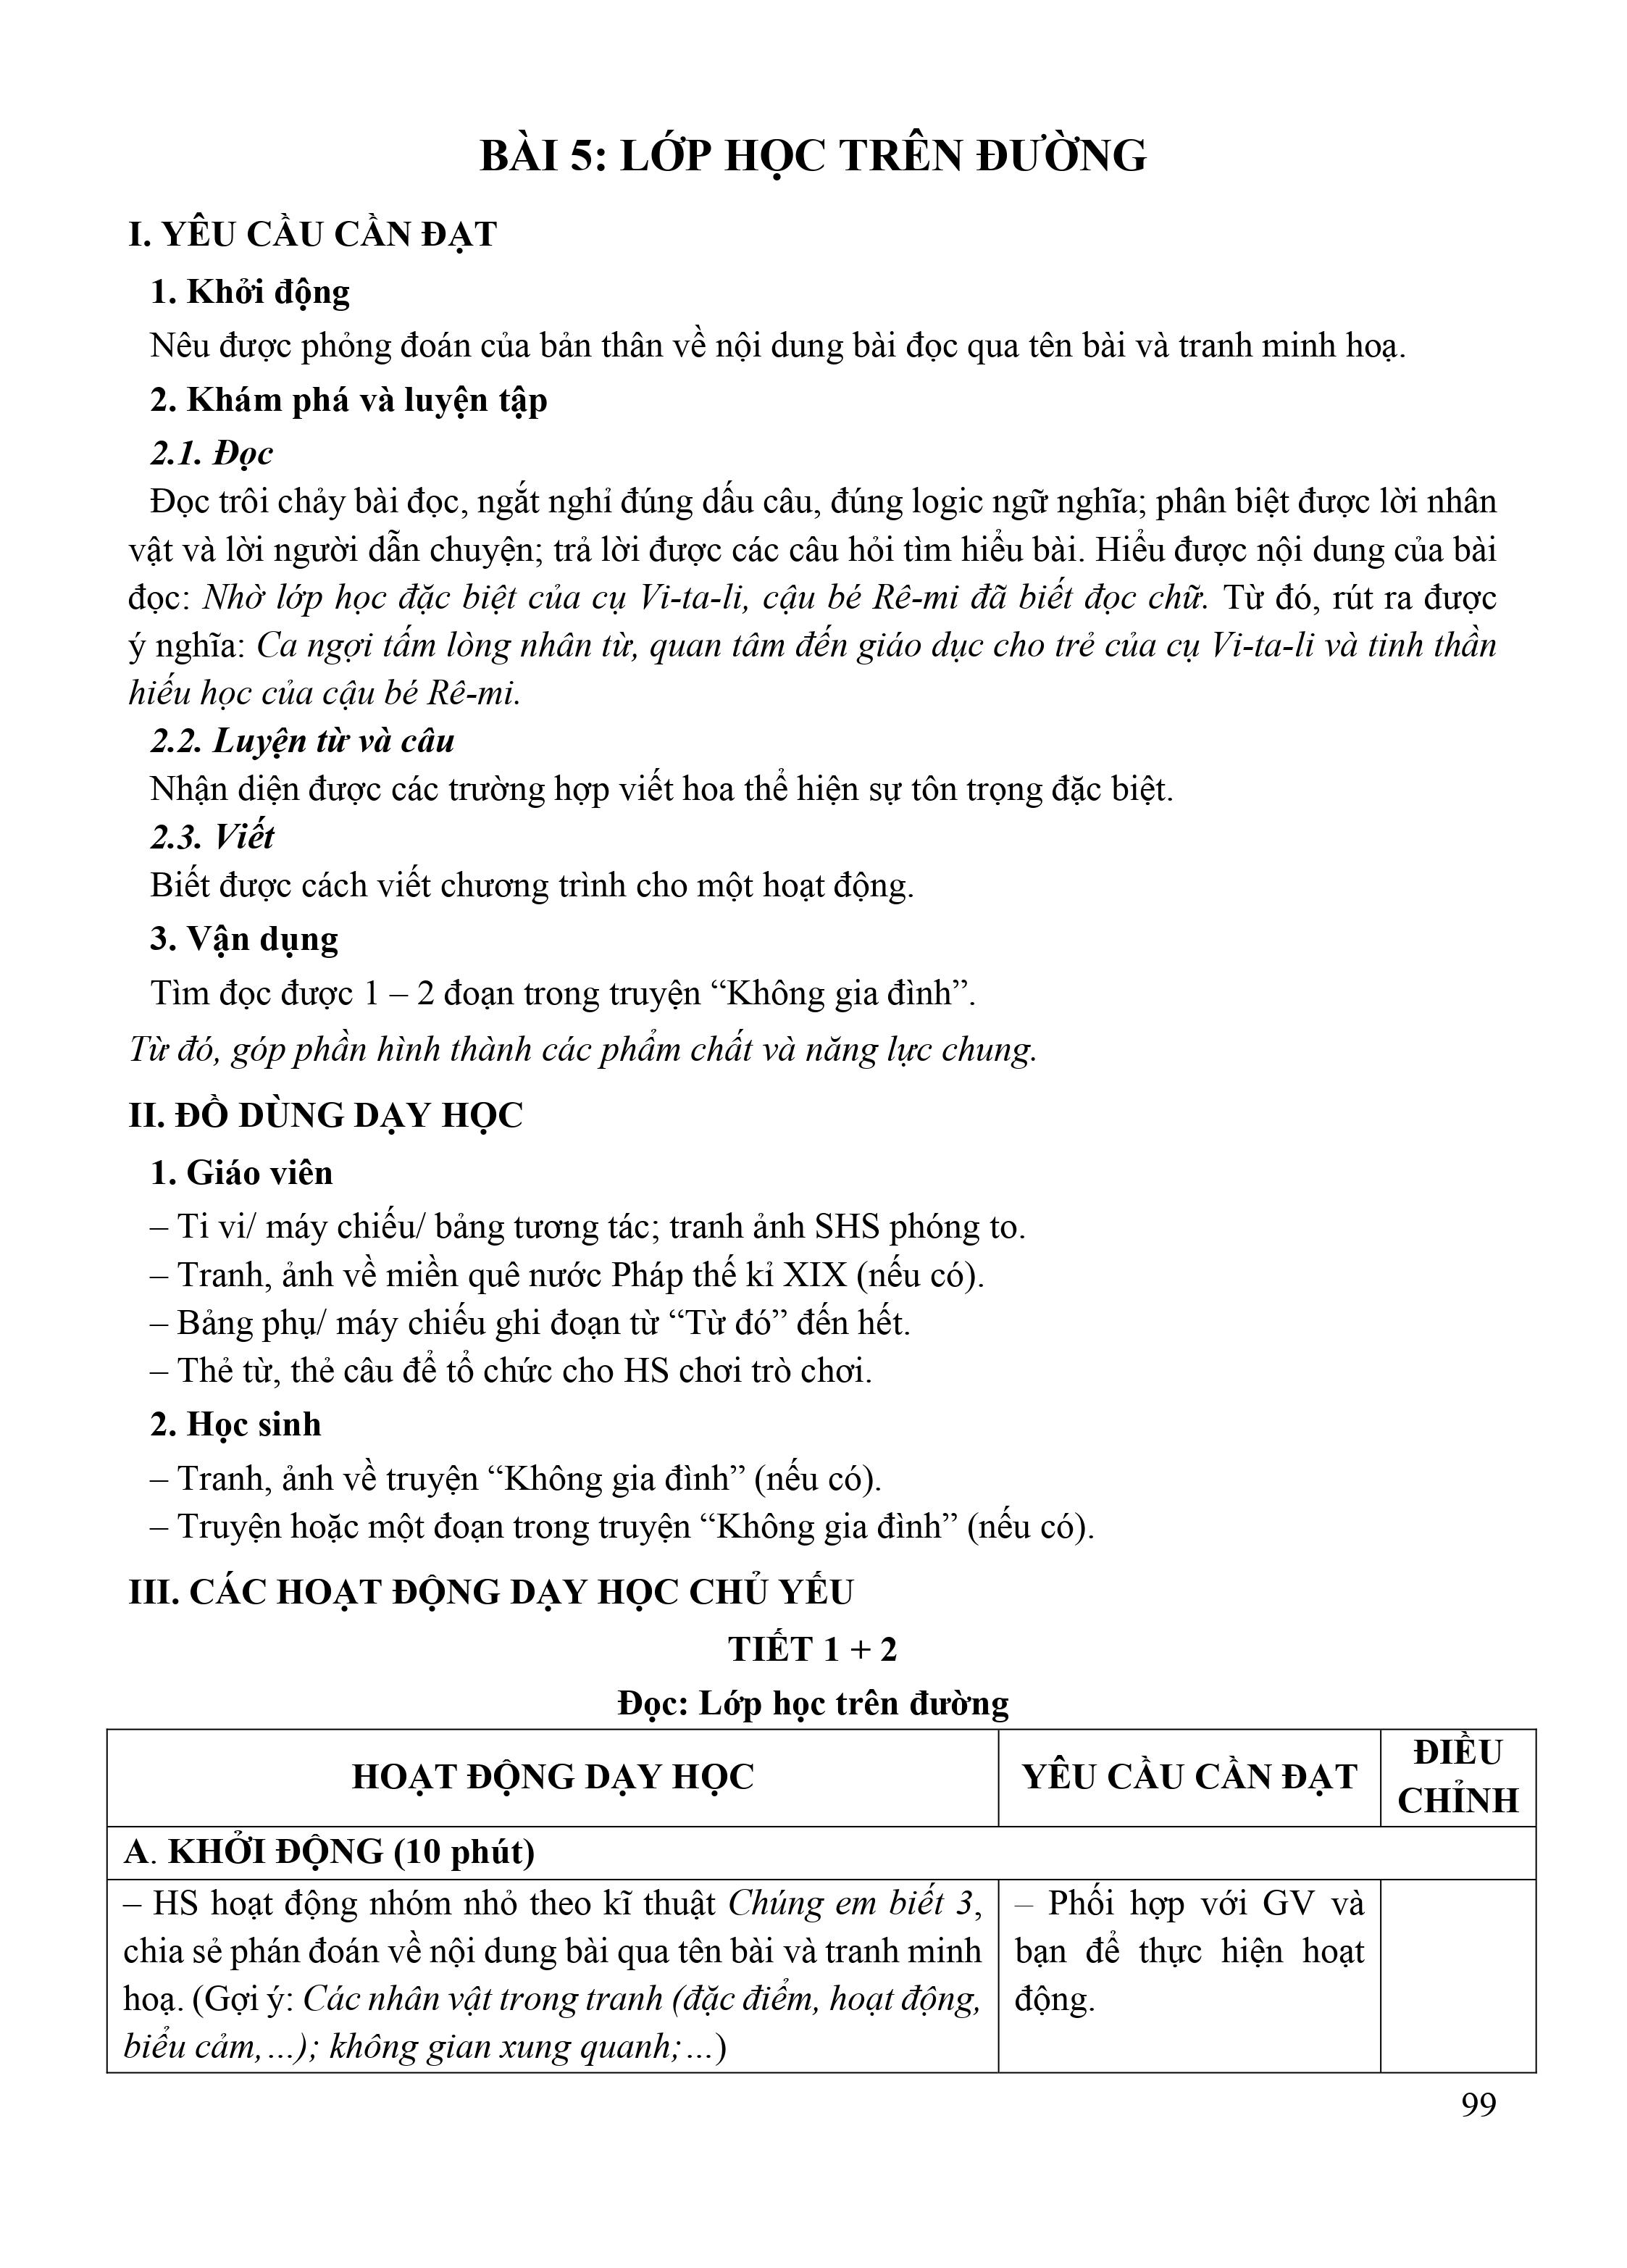 BÀI 5: LỚP HỌC TRÊN ĐƯỜNG
I. YÊU CẦU CẦN ĐẠT
1. Khởi động
Nêu được phỏng đoán của bản thân về nội dung bài đọc qua tên bài và tranh minh hoạ.
2. Khám phá và luyện tập
2.1. Đọc
Đọc trôi chảy bài đọc, ngắt nghỉ đúng dấu câu, đúng logic ngữ nghĩa; phân biệt được lời nhân
vật và lời người dẫn chuyện; trả lời được các câu hỏi tìm hiểu bài. Hiểu được nội dung của bài
đọc: Nhờ lớp học đặc biệt của cụ Vi-ta-li, cậu bé Rê-mi đã biết đọc chữ. Từ đó, rút ra được
ý nghĩa: Ca ngợi tấm lòng nhân từ, quan tâm đến giáo dục cho trẻ của cụ Vi-ta-li và tinh thần
hiếu học của cậu bé Rê-mi.
2.2. Luyện từ và câu
Nhận diện được các trường hợp viết hoa thể hiện sự tôn trọng đặc biệt.
2.3. Viết
Biết được cách viết chương trình cho một hoạt động.
3. Vận dụng
Tìm đọc được 1 – 2 đoạn trong truyện “Không gia đình”.
Từ đó, góp phần hình thành các phẩm chất và năng lực chung.
II. ĐỒ DÙNG DẠY HỌC
1. Giáo viên
– Ti vi/ máy chiếu/ bảng tương tác; tranh ảnh SHS phóng to.
– Tranh, ảnh về miền quê nước Pháp thế kỉ XIX (nếu có).
– Bảng phụ/ máy chiếu ghi đoạn từ “Từ đó” đến hết.
– Thẻ từ, thẻ câu để tổ chức cho HS chơi trò chơi.
2. Học sinh
– Tranh, ảnh về truyện “Không gia đình” (nếu có).
– Truyện hoặc một đoạn trong truyện “Không gia đình” (nếu có).
III. CÁC HOẠT ĐỘNG DẠY HỌC CHỦ YẾU
TIẾT 1 + 2
Đọc: Lớp học trên đường
HOẠT ĐỘNG DẠY HỌC
YÊU CẦU CẦN ĐẠT
ĐIỀU
CHỈNH
A. KHỞI ĐỘNG (10 phút)
– HS hoạt động nhóm nhỏ theo kĩ thuật Chúng em biết 3,
chia sẻ phán đoán về nội dung bài qua tên bài và tranh minh
hoạ. (Gợi ý: Các nhân vật trong tranh (đặc điểm, hoạt động,
biểu cảm,…); không gian xung quanh;…)
– Phối hợp với GV và
bạn để thực hiện hoạt
động.
99